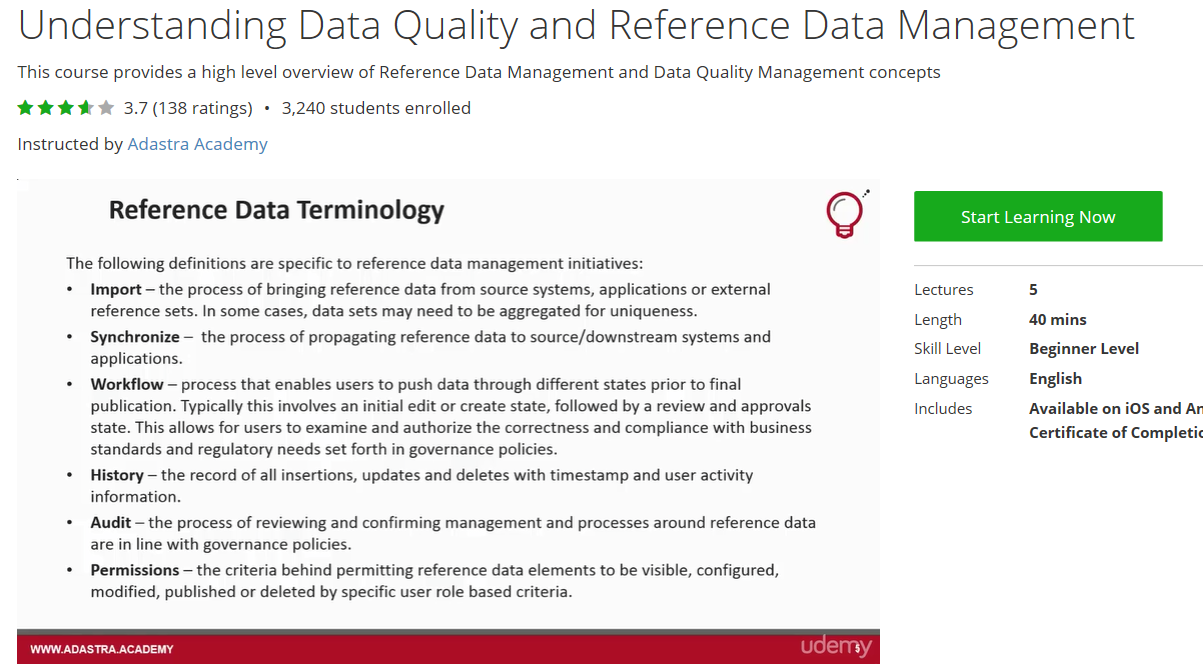 Understanding Data Quality and Reference Data Management
This course provides a high level overview of Reference Data Management and Data Quality Management concepts
3.7 (138 ratings) • 3,240 students enrolled
Instructed by Adastra Academy
Reference Data Terminology
The following definitions are specific to reference data management initiatives:
• Import – the process of bringing reference data from source systems, applications or external
reference sets. In some cases, data sets may need to be aggregated for uniqueness.
• Synchronize – the process of propagating reference data to source/downstream systems and
applications.
• Workflow – process that enables users to push data through different states prior to final
publication. Typically this involves an initial edit or create state, followed by a review and approvals
state. This allows for users to examine and authorize the correctness and compliance with business
standards and regulatory needs set forth in governance policies.
• History – the record of all insertions, updates and deletes with timestamp and user activity
information.
• Audit – the process of reviewing and confirming management and processes around reference data
are in line with governance policies.
• Permissions – the criteria behind permitting reference data elements to be visible, configured,
modified, published or deleted by specific user role based criteria.
WWW.ADASTRA.ACADEMY
udemy
Start Learning Now
Lectures 5
Length 40 mins
Skill Level Beginner Level
Languages English
Includes Available on iOS and
Certificate of